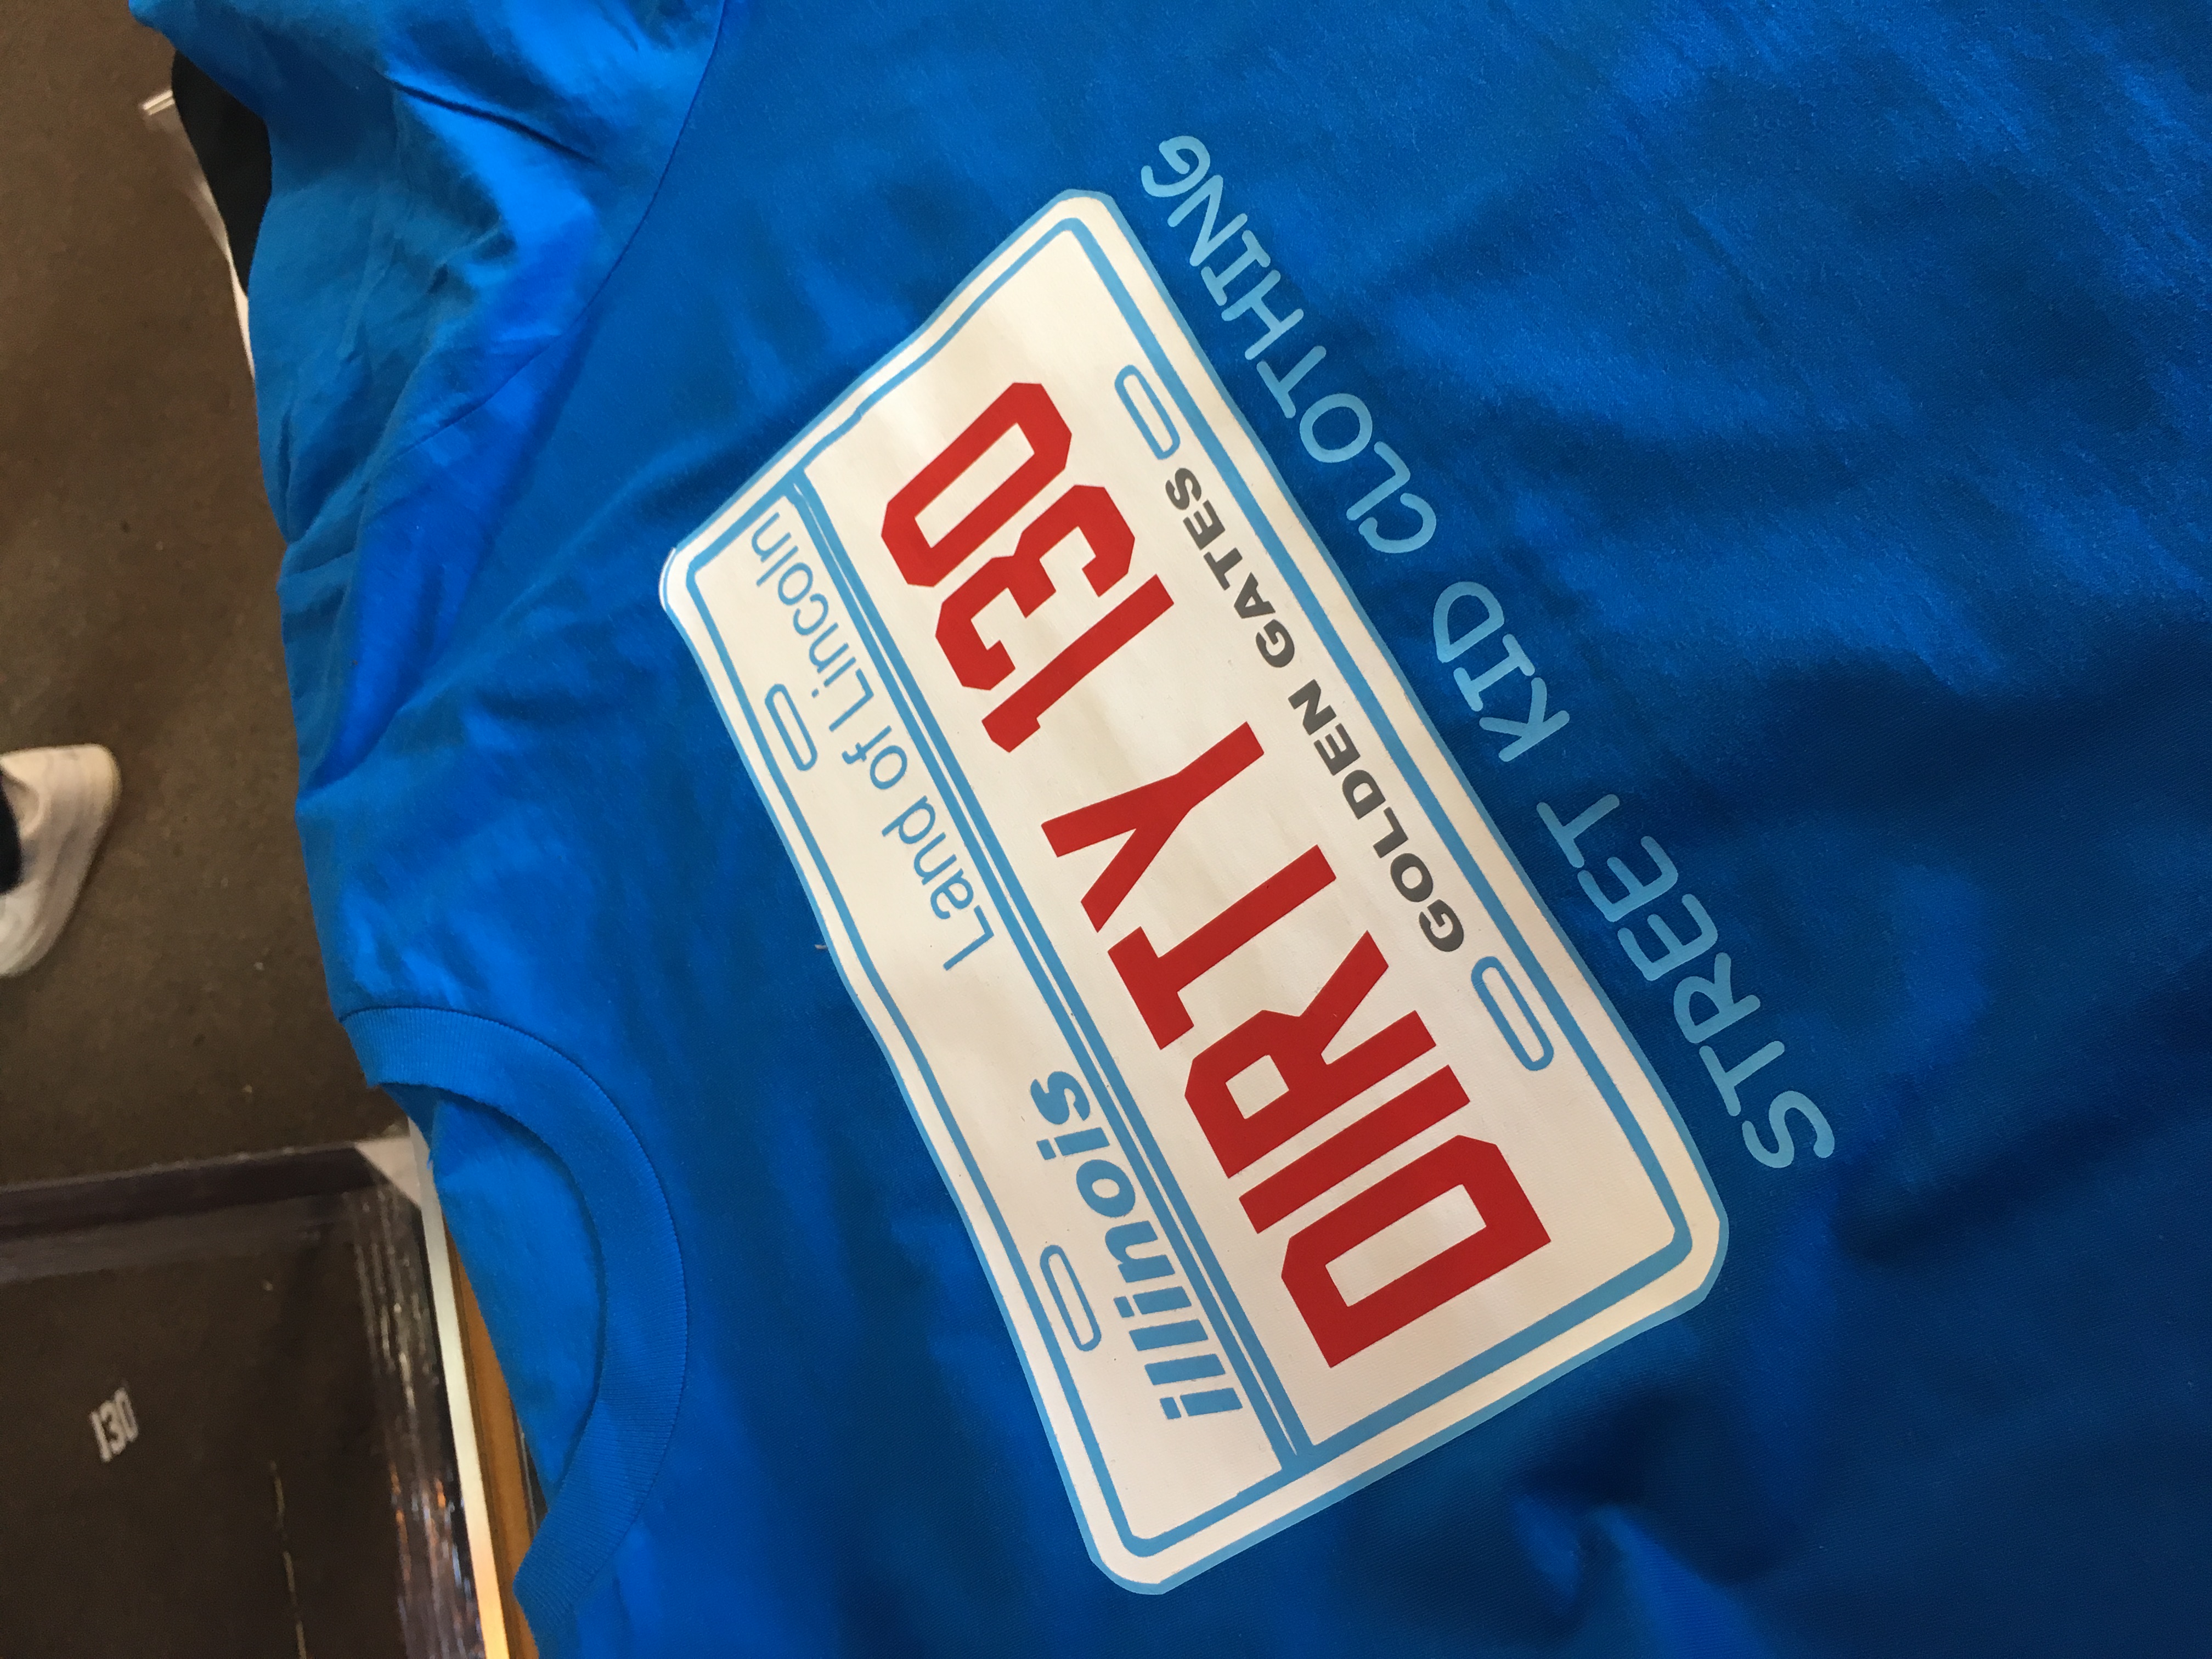 illinois Land of Lincoln
DIRTY 130
GOLDEN GATES
STREET KID CLOTHING
130